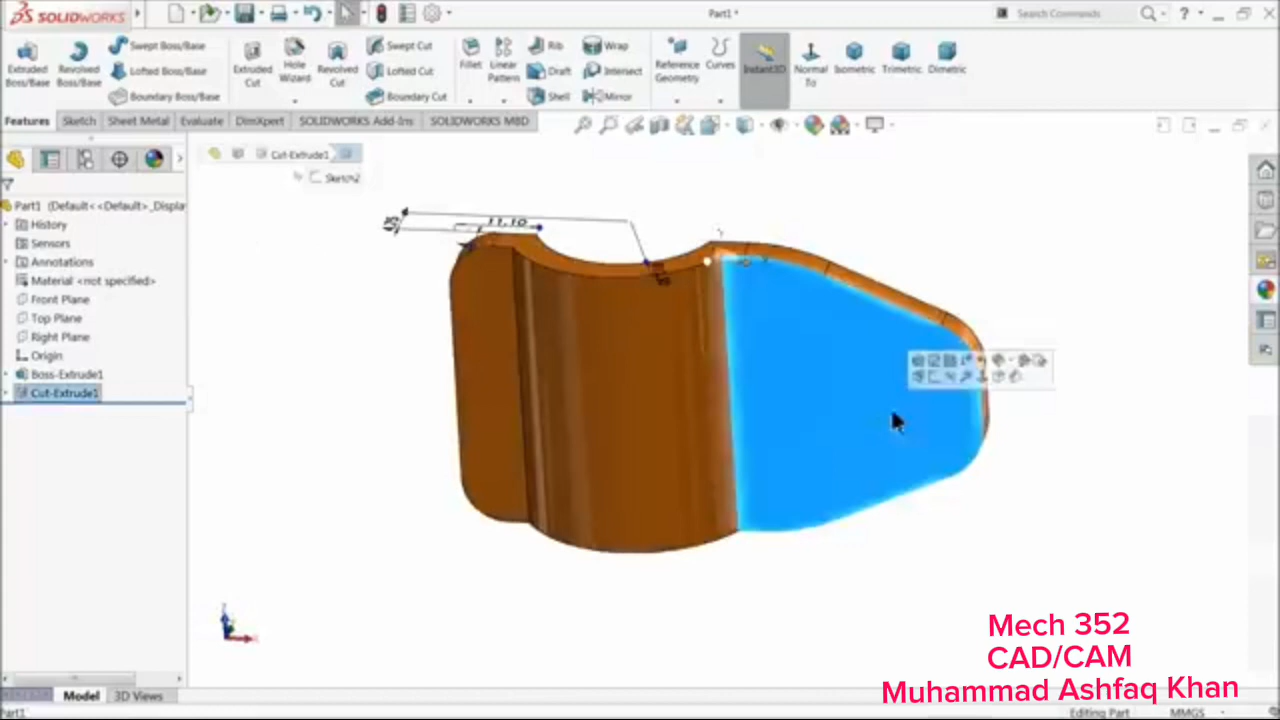 SOLIDWORKS
Part1 *
Search Commands
Extruded Boss/Base
Revolved Boss/Base
Swept Boss/Base
Lofted Boss/Base
Boundary Boss/Base
Extruded Cut
Hole Wizard
Revolved Cut
Swept Cut
Lofted Cut
Boundary Cut
Fillet
Linear Pattern
Rib
Draft
Shell
Wrap
Intersect
Mirror
Reference Geometry
Curves
Instant3D
Normal To
Isometric
Trimetric
Dimetric
Features
Sketch
Sheet Metal
Evaluate
DimXpert
SOLIDWORKS Add-Ins
SOLIDWORKS MBD
Cut-Extrude1
Sketch2
Part1 (Default<<Default>_Displa
History
Sensors
Annotations
Material <not specified>
Front Plane
Top Plane
Right Plane
Origin
Boss-Extrude1
Cut-Extrude1
11.10
Mech 352
CAD/CAM
Muhammad Ashfaq Khan
Model
3D Views
Part1
Editing Part
MMGS